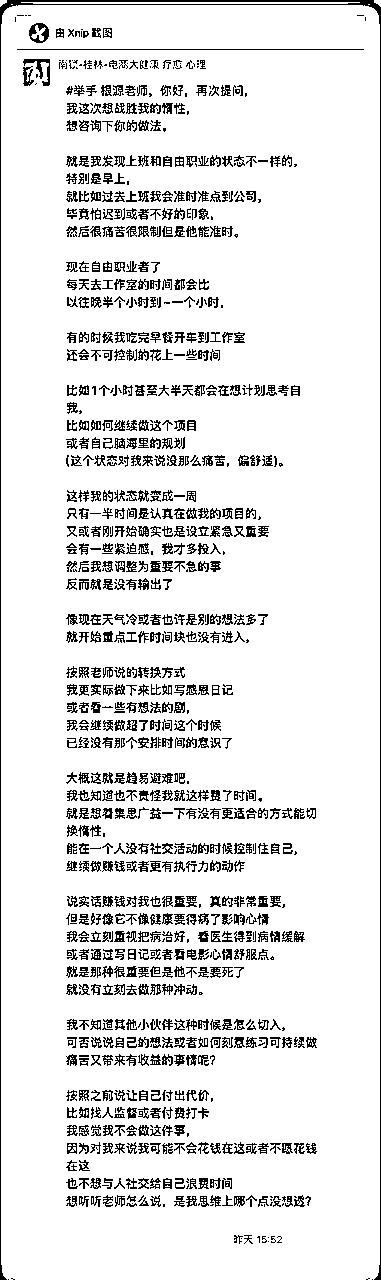 由 Xnip 截图
南锬-桂林-电商大健康 疗愈 心理
#举手 根源老师，你好，再次提问，
我这次想战胜我的惰性，
想咨询下你的做法。
就是我发现上班和自由职业的状态不一样的，
特别是早上，
就比如过去上班我会准时准点到公司，
毕竟怕迟到或者不好的印象，
然后很痛苦很限制但是他能准时。
现在自由职业者了
每天去工作室的时间都会比
以往晚半个小时到~一个小时，
有的时候我吃完早餐开车到工作室
还会不可控制的花上一些时间
比如1个小时甚至大半天都会在想计划思考自
我，
比如如何继续做这个项目
或者自己脑海里的规划
(这个状态对我来说没那么痛苦，偏舒适)。
这样我的状态就变成一周
只有一半时间是认真在做我的项目的，
又或者刚开始确实也是设立紧急又重要
会有一些紧迫感，我才多投入，
然后我想调整为重要不急的事
反而就是没有输出了
像现在天气冷或者也许是别的想法多了
就开始重点工作时间块也没有进入，
按照老师说的转换方式
我更实际做下来比如写感恩日记
或者看一些有想法的剧，
我会继续做超了时间这个时候
已经没有那个安排时间的意识了
大概这就是趋易避难吧，
我也知道也不责怪我就这样费了时间。
就是想看集思广益一下有没有更适合的方式能切
换惰性，
能在一个人没有社交活动的时候控制住自己，
继续做赚钱或者更有执行力的动作
说实话赚钱对我也很重要，真的非常重要，
但是好像它不像健康要得病了影响心情
我会立刻重视把病治好，看医生得到病情缓解
或者通过写日记或者看电影心情舒服点。
就是那种很重要但是他不是要死了
就没有立刻去做那种冲动。
我不知道其他小伙伴这种时候是怎么切入，
可否说说自己的想法或者如何刻意练习可持续做
痛苦又带来有收益的事情呢？
按照之前说让自己付出代价，
比如找人监督或者付费打卡
我感觉我不会做这件事，
因为对我来说我可能不会花钱在这或者不愿花钱
在这
也不想与人社交给自己浪费时间
想听听老师怎么说，是我思维上哪个点没想透？
昨天 15:52